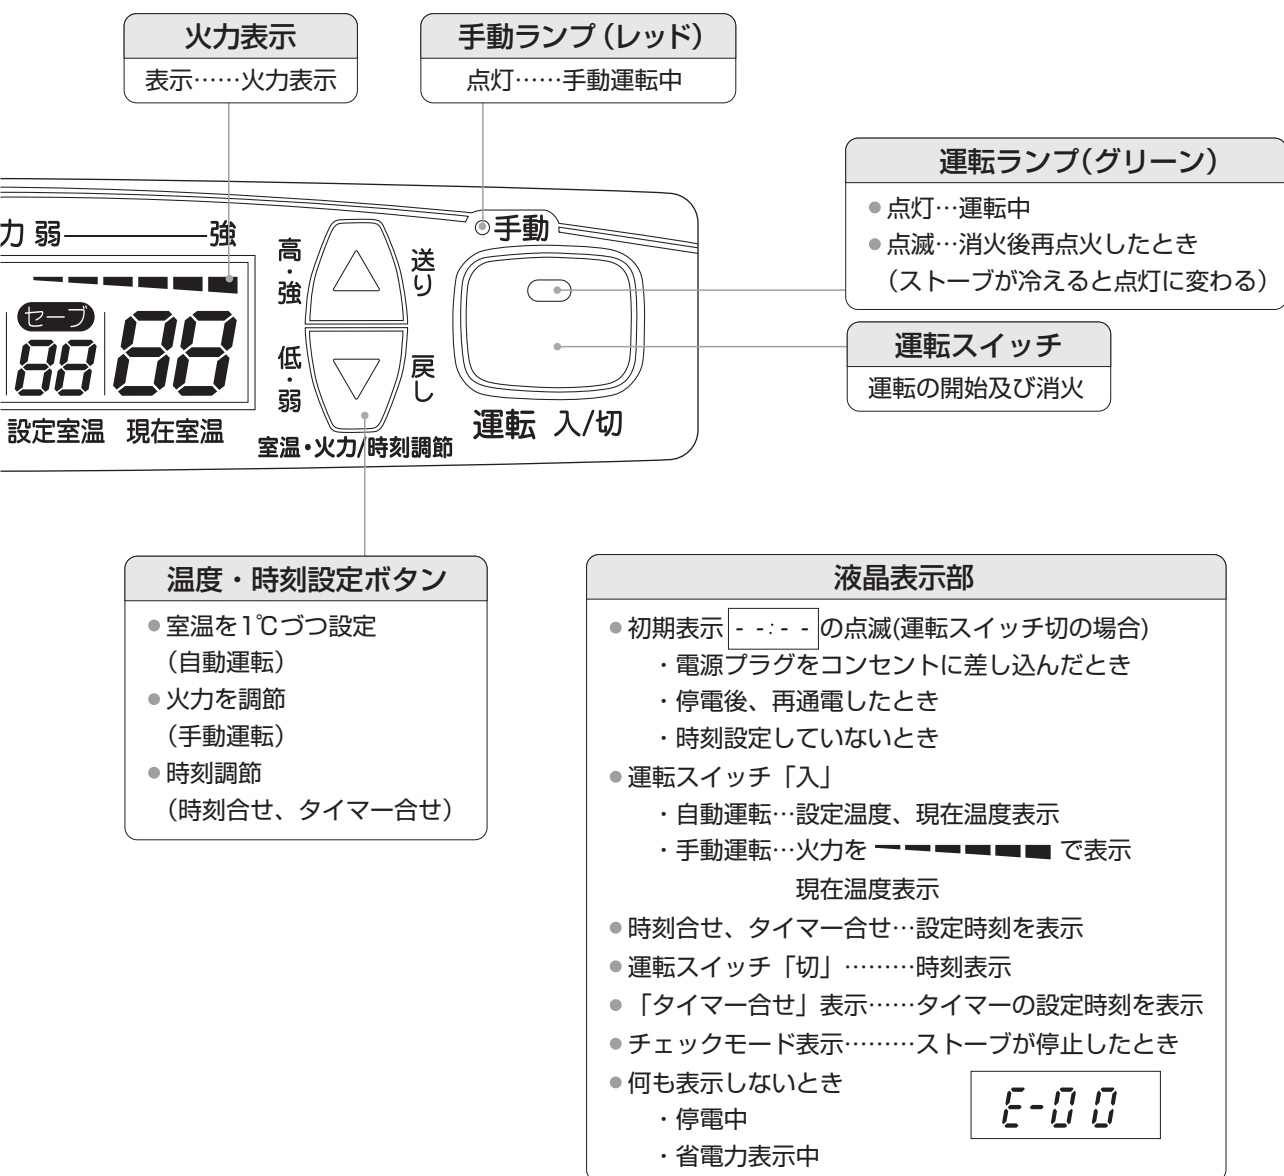 火力表示
表示……火力表示
手動ランプ（レッド）
点灯……手動運転中
運転ランプ(グリーン)
●点灯…運転中
●点滅…消火後再点火したとき
（ストーブが冷えると点灯に変わる）
運転スイッチ
運転の開始及び消火
力 弱 強
セーブ
88 88
設定室温 現在室温
高・強
送り
低・弱
戻し
室温・火力/時刻調節
手動
運転 入/切
温度・時刻設定ボタン
●室温を1℃づつ設定
（自動運転）
●火力を調節
（手動運転）
●時刻調節
（時刻合せ、タイマー合せ）
液晶表示部
●初期表示 - -:- - の点滅(運転スイッチ切の場合)
・電源プラグをコンセントに差し込んだとき
・停電後、再通電したとき
・時刻設定していないとき
●運転スイッチ「入」
・自動運転…設定温度、現在温度表示
・手動運転…火力を で表示
現在温度表示
●時刻合せ、タイマー合せ…設定時刻を表示
●運転スイッチ「切」………時刻表示
●「タイマー合せ」表示……タイマーの設定時刻を表示
●チェックモード表示………ストーブが停止したとき
●何も表示しないとき
・停電中
・省電力表示中
E-00